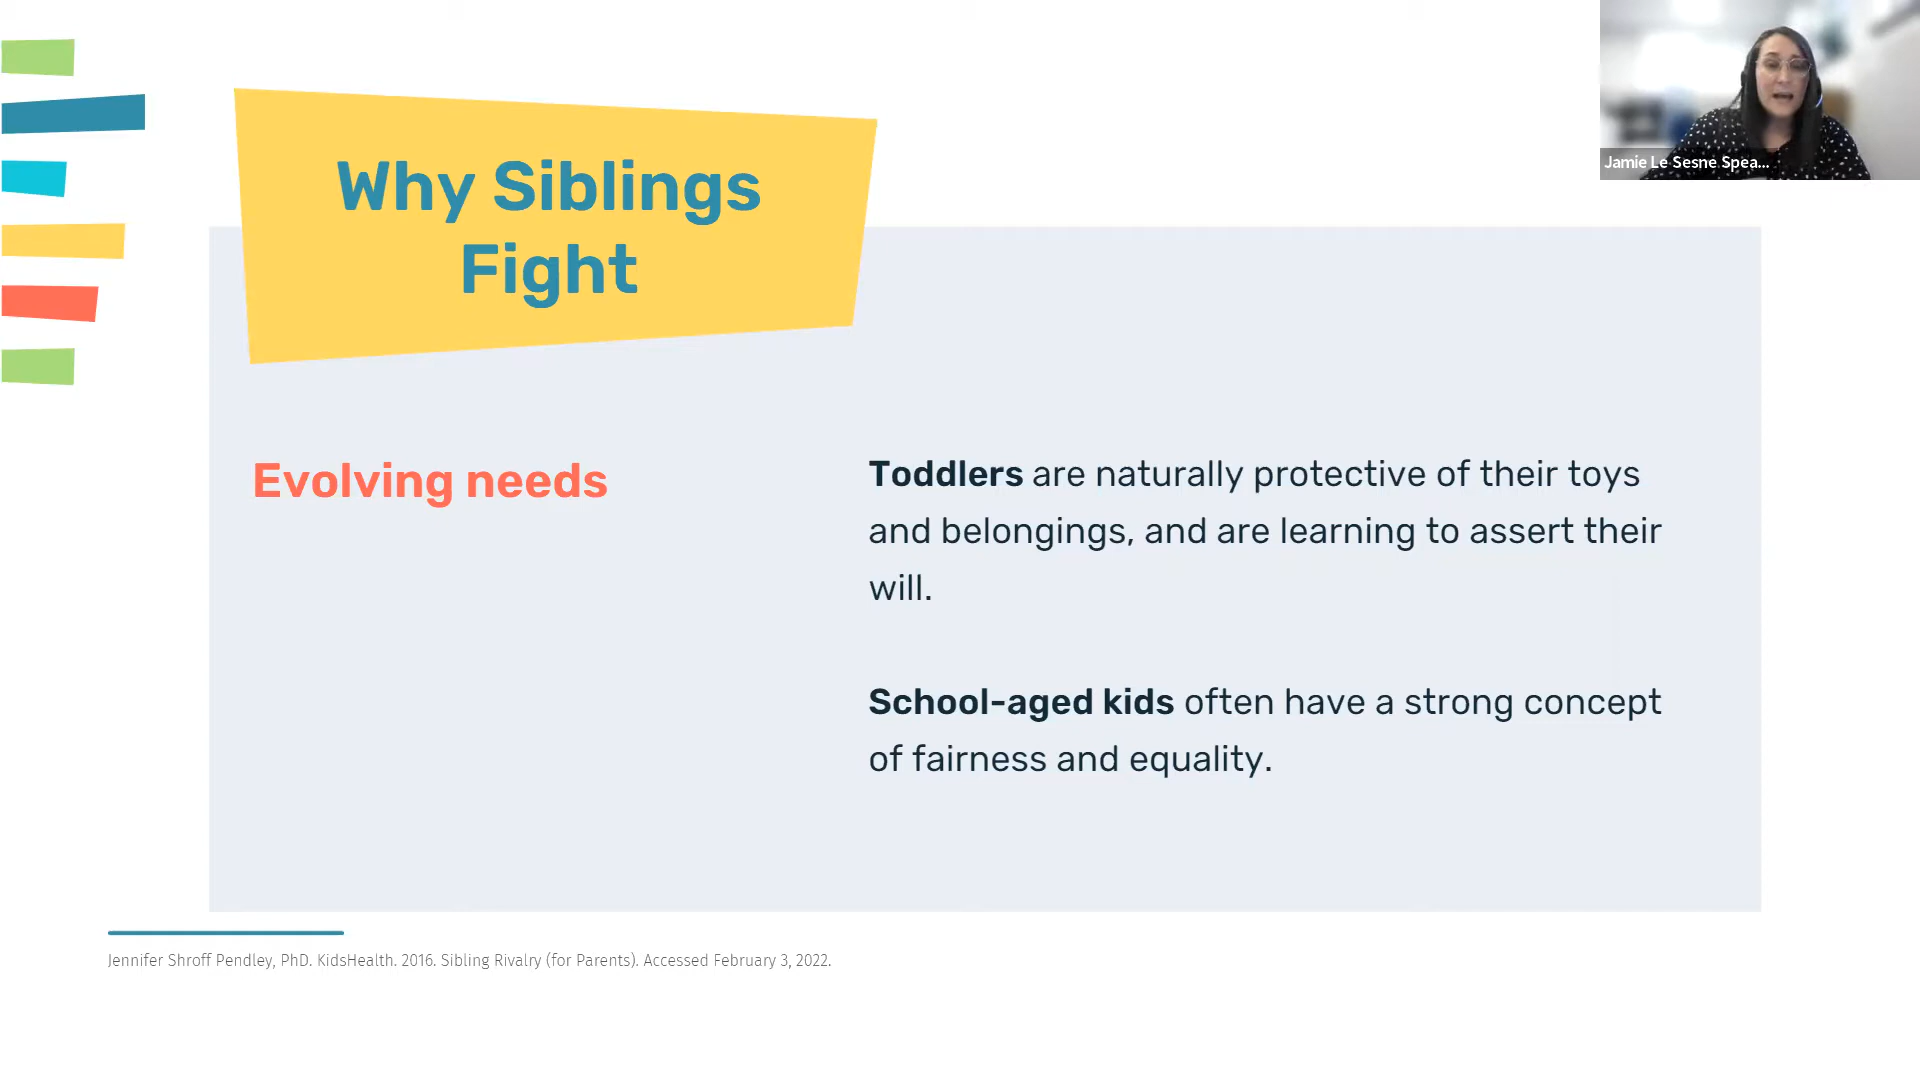 Why Siblings
Fight
Jamie Le Sesne Spea...
Evolving needs
Toddlers are naturally protective of their toys
and belongings, and are learning to assert their
will.
School-aged kids often have a strong concept
of fairness and equality.
Jennifer Shroff Pendley, PhD. KidsHealth. 2016. Sibling Rivalry (for Parents). Accessed February 3, 2022.